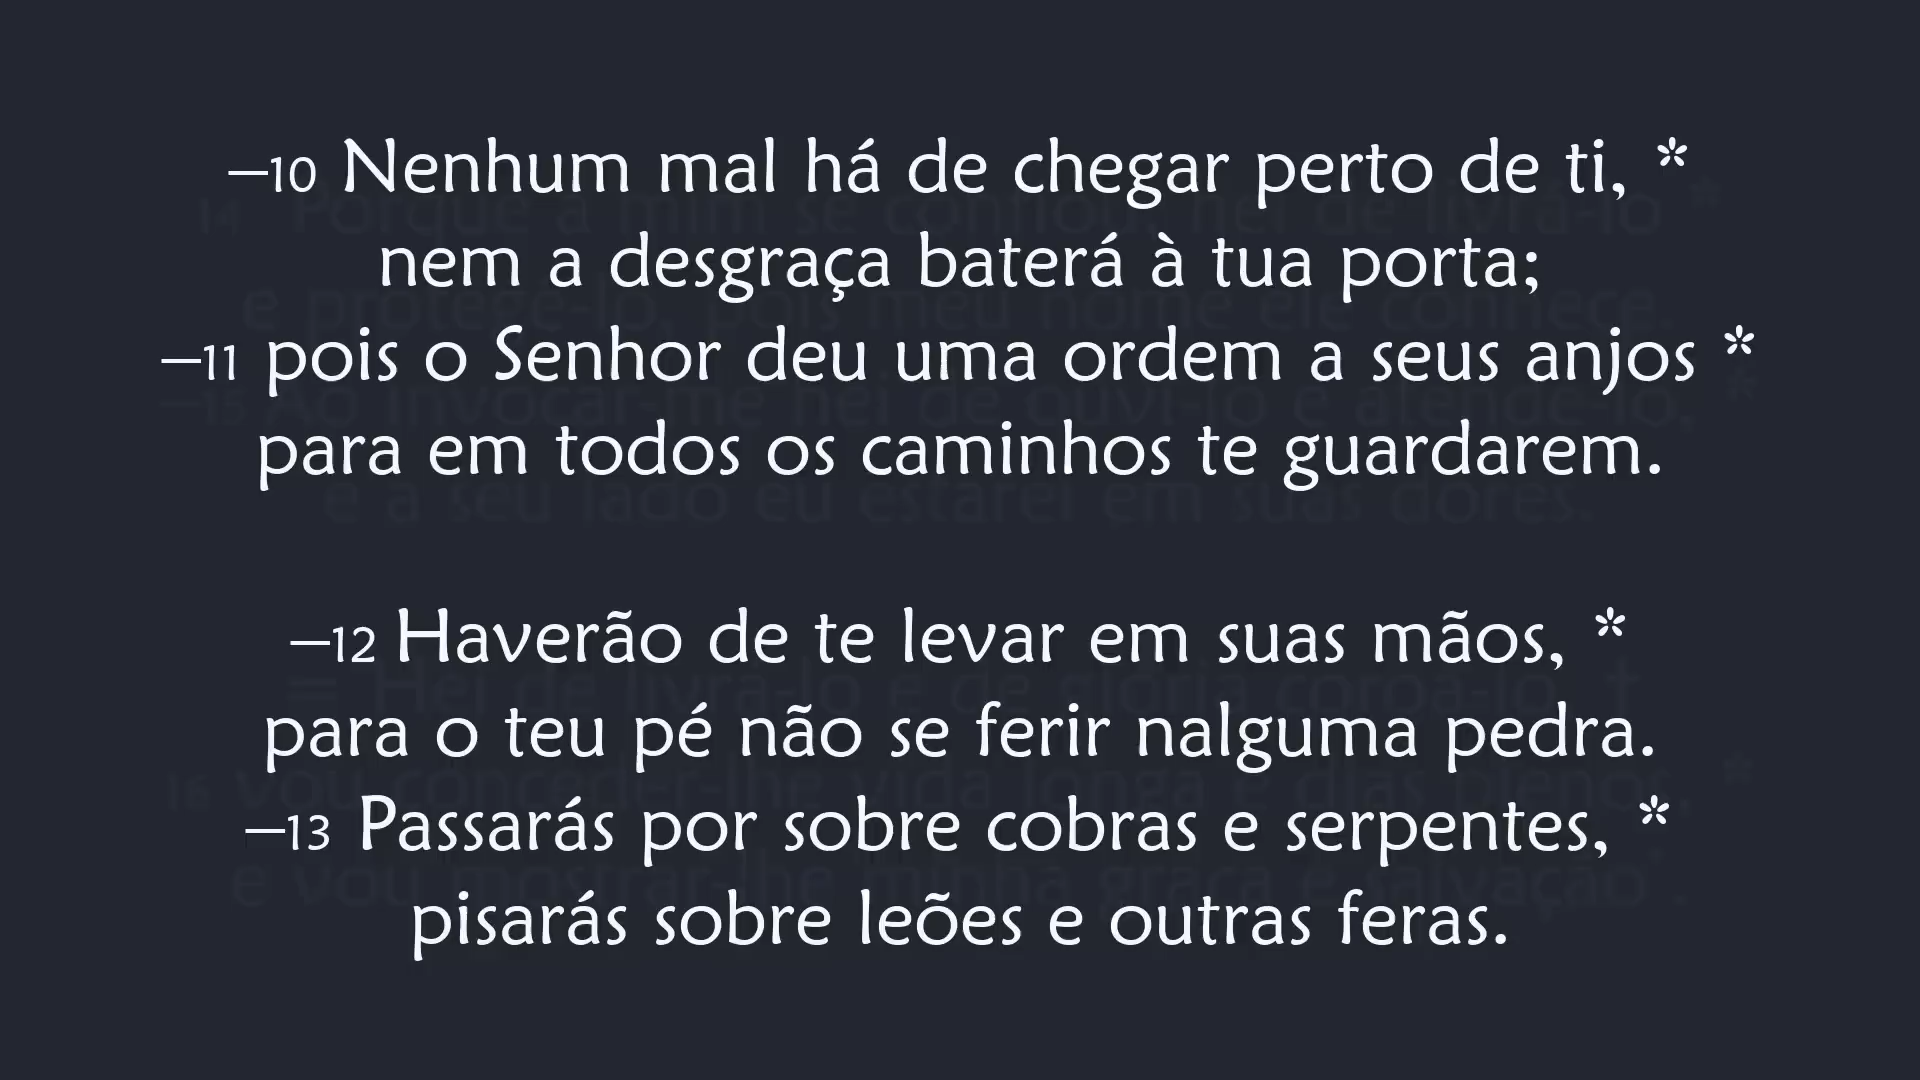 –10 Nenhum mal há de chegar perto de ti, *
nem a desgraça baterá à tua porta;
–11 pois o Senhor deu uma ordem a seus anjos *
para em todos os caminhos te guardarem.
–12 Haverão de te levar em suas mãos, *
para o teu pé não se ferir nalguma pedra.
–13 Passarás por sobre cobras e serpentes, *
pisarás sobre leões e outras feras.